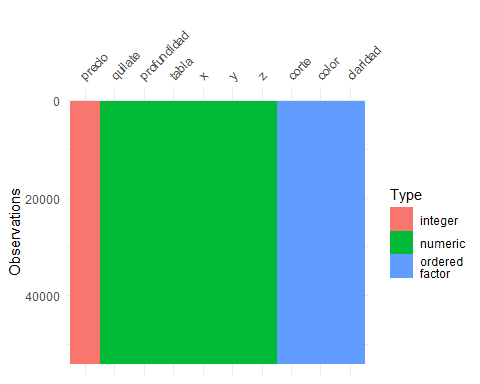 precio quilate profundidad tabla x y z corte color claridad
0
20000
40000
Observations
Type
integer
numeric
ordered
factor